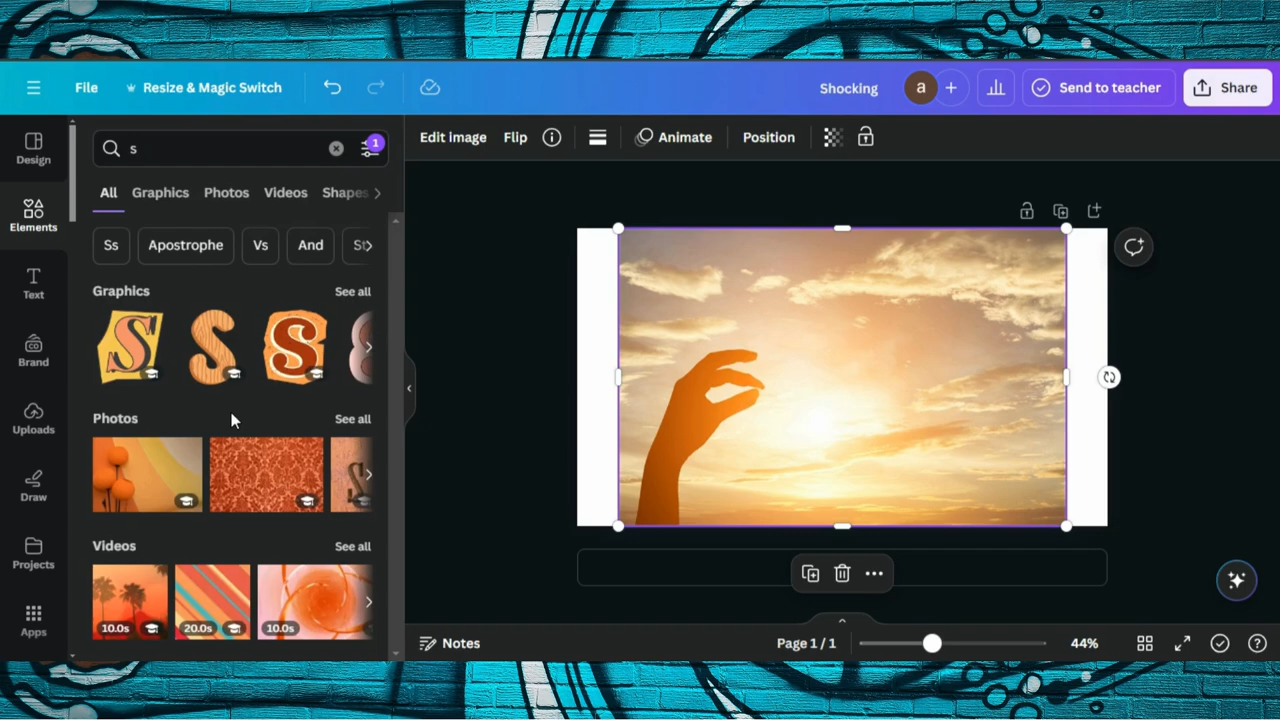 File
Resize & Magic Switch
Shocking
a
Send to teacher
Share
Design
Elements
Text
Brand
CO
Uploads
Draw
Projects
Apps
s
1
All
Graphics
Photos
Videos
Shapes
Ss
Apostrophe
Vs
And
Graphics
See all
S
S
S
Photos
See all
S
Videos
See all
10.0s
20.0s
10.0s
Edit image
Flip
Animate
Position
Notes
Page 1 / 1
44%